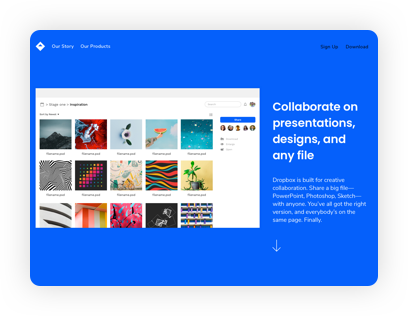 Our Story Our Products
Sign Up Download
Inspiration
Search
Share
Filename.psd Filename.psd Filename.psd Filename.psd Filename.psd
Filename.psd Filename.psd Filename.psd Filename.psd Filename.psd
Collaborate on
presentations,
designs, and
any file
Dropbox is built for creative
collaboration. Share a big file—
PowerPoint, Photoshop, Sketch—
with anyone. You've all got the right
version, and everybody's on the
same page. Finally.